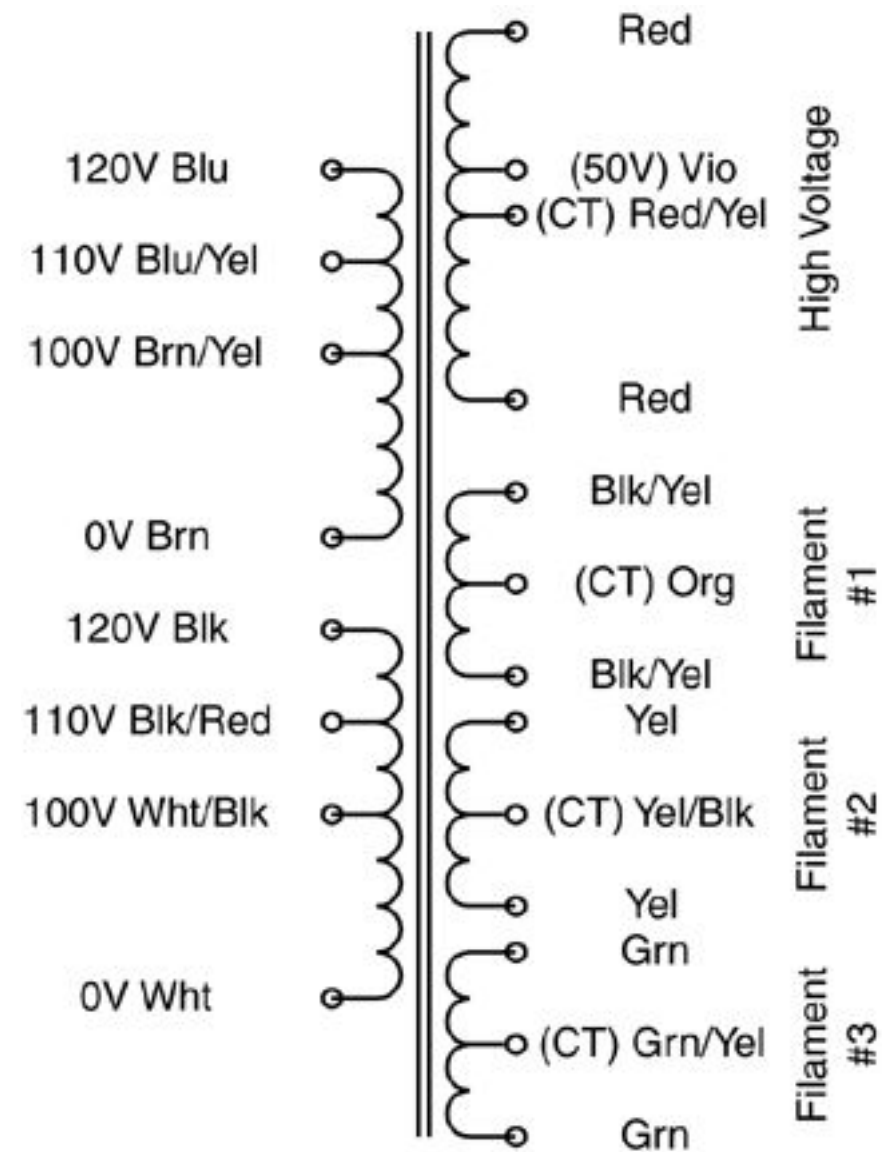 120V Blu
110V Blu/Yel
100V Brn/Yel
0V Brn
120V Blk
110V Blk/Red
100V Wht/Blk
0V Wht
Red
(50V) Vio
(CT) Red/Yel
Red
High Voltage
Blk/Yel
(CT) Org
Blk/Yel
Filament
#1
Yel
(CT) Yel/Blk
Yel
Filament
#2
Grn
(CT) Grn/Yel
Grn
Filament
#3